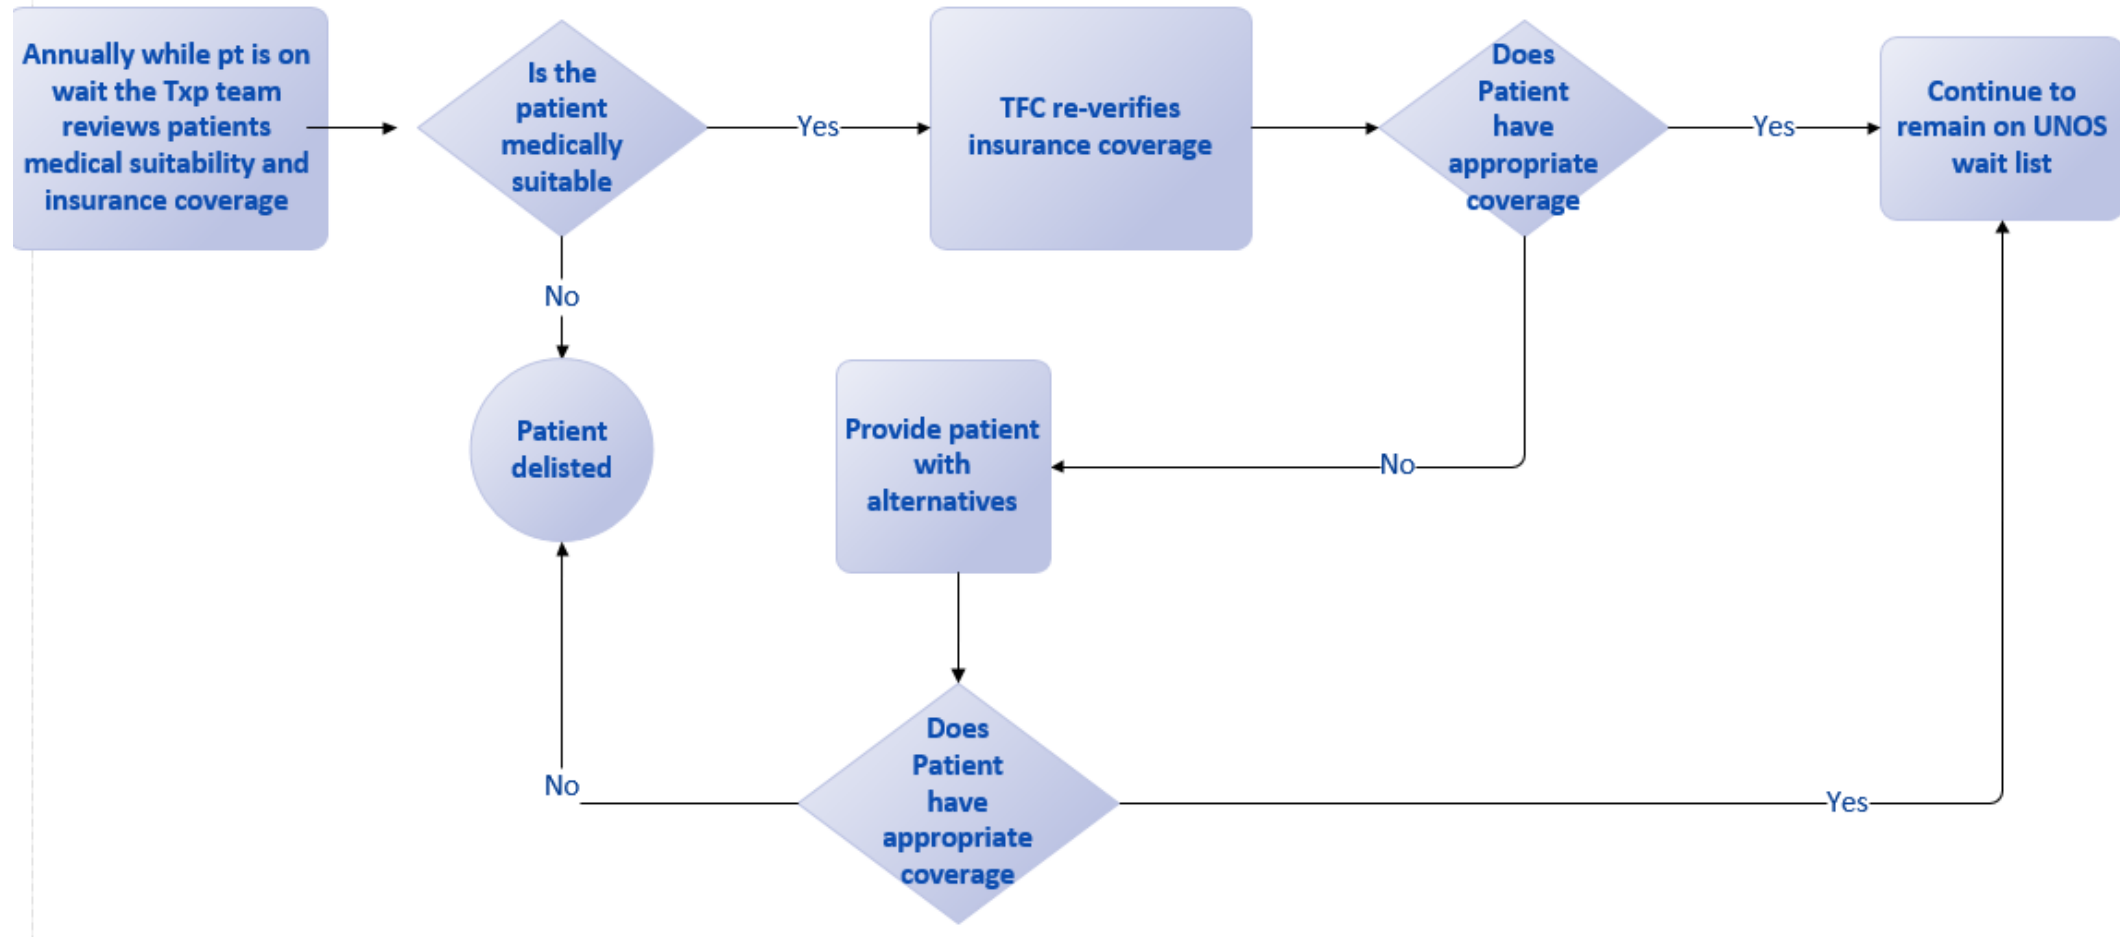 Annually while pt is on
wait the Txp team
reviews patients
medical suitability and
insurance coverage
Is the
patient
medically
suitable
Yes
TFC re-verifies
insurance coverage
Does
Patient
have
appropriate
coverage
Yes
Continue to
remain on UNOS
wait list
No
Patient
delisted
Provide patient
with
alternatives
No
No
Does
Patient
have
appropriate
coverage
Yes